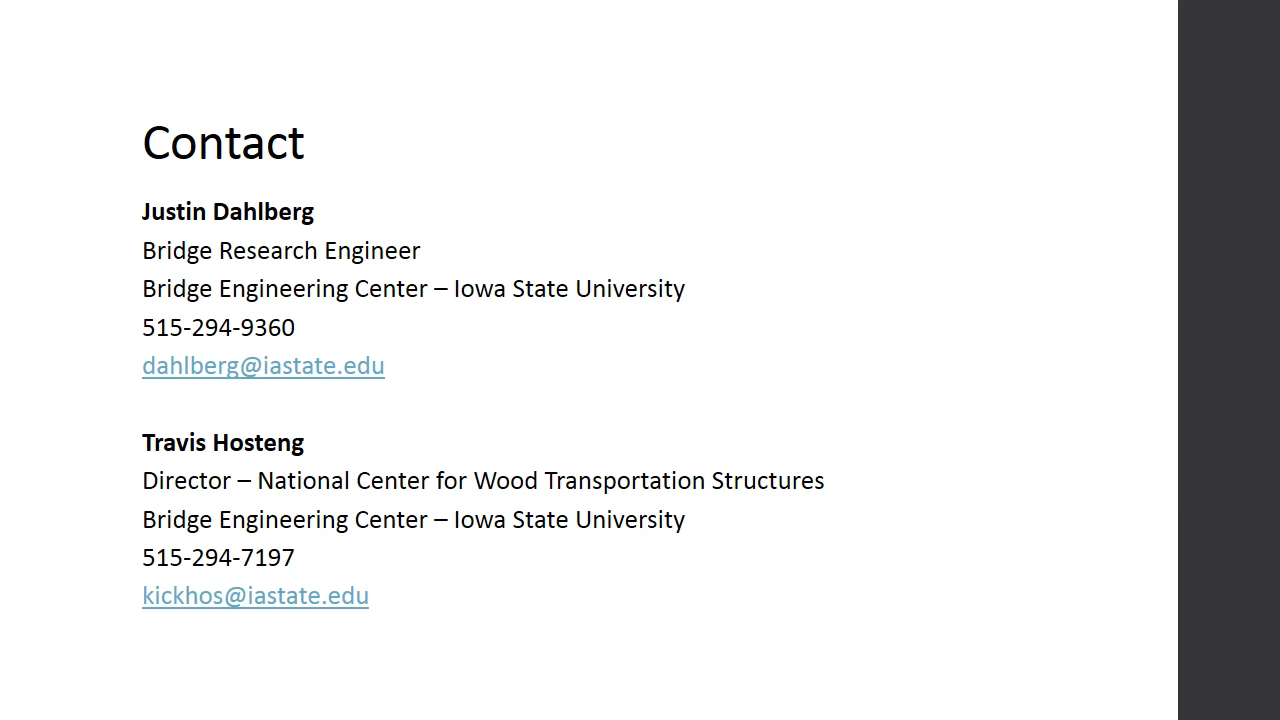 Contact
Justin Dahlberg
Bridge Research Engineer
Bridge Engineering Center – Iowa State University
515-294-9360
dahlberg@iastate.edu
Travis Hosteng
Director – National Center for Wood Transportation Structures
Bridge Engineering Center – Iowa State University
515-294-7197
kickhos@iastate.edu